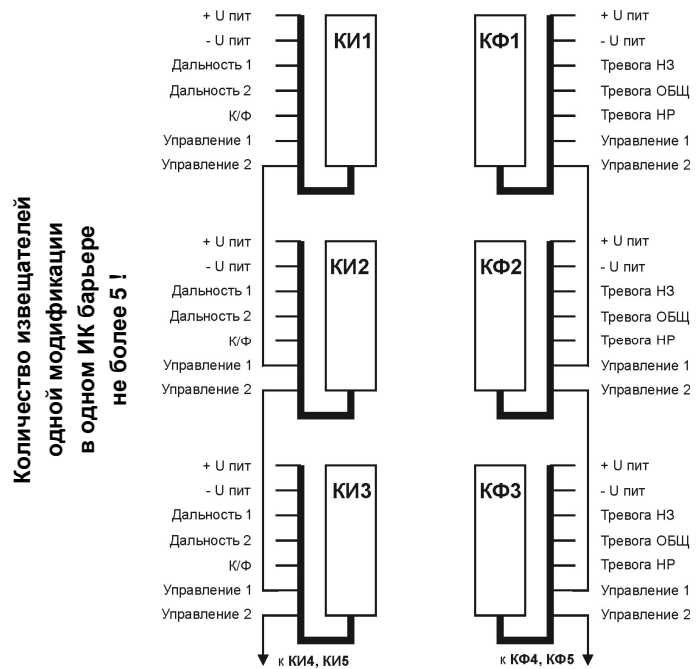 Количество извещателей
одной модификации
в одном ИК барьере
не более 5 !
+ U пит
- U пит
Дальность 1
Дальность 2
К/Ф
Управление 1
Управление 2
КИ1
КФ1
+ U пит
- U пит
Тревога НЗ
Тревога ОБЩ
Тревога НР
Управление 1
Управление 2
+ U пит
- U пит
Дальность 1
Дальность 2
К/Ф
Управление 1
Управление 2
КИ2
КФ2
+ U пит
- U пит
Тревога НЗ
Тревога ОБЩ
Тревога НР
Управление 1
Управление 2
+ U пит
- U пит
Дальность 1
Дальность 2
К/Ф
Управление 1
Управление 2
КИ3
КФ3
+ U пит
- U пит
Тревога НЗ
Тревога ОБЩ
Тревога НР
Управление 1
Управление 2
к КИ4, КИ5
к КФ4, КФ5